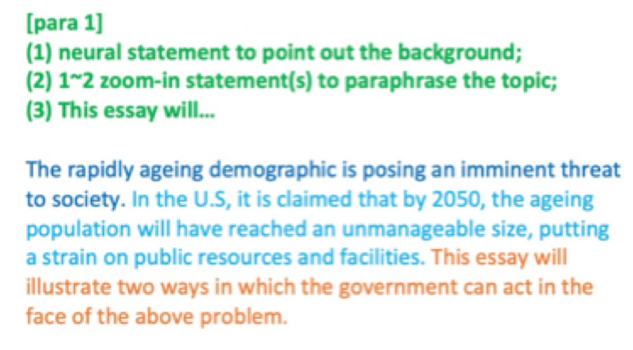 [para 1]
(1) neural statement to point out the background;
(2) 1~2 zoom-in statement(s) to paraphrase the topic;
(3) This essay will...
The rapidly ageing demographic is posing an imminent threat
to society. In the U.S, it is claimed that by 2050, the ageing
population will have reached an unmanageable size, putting
a strain on public resources and facilities. This essay will
illustrate two ways in which the government can act in the
face of the above problem.